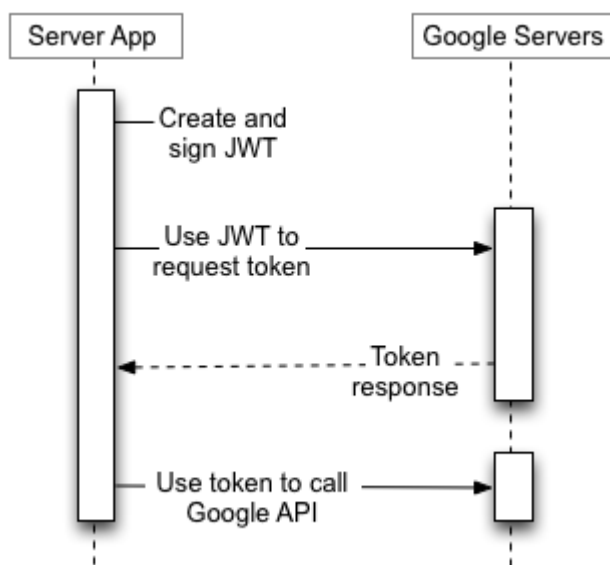 Server App
Google Servers
Create and
sign JWT
Use JWT to
request token
Token
response
Use token to call
Google API